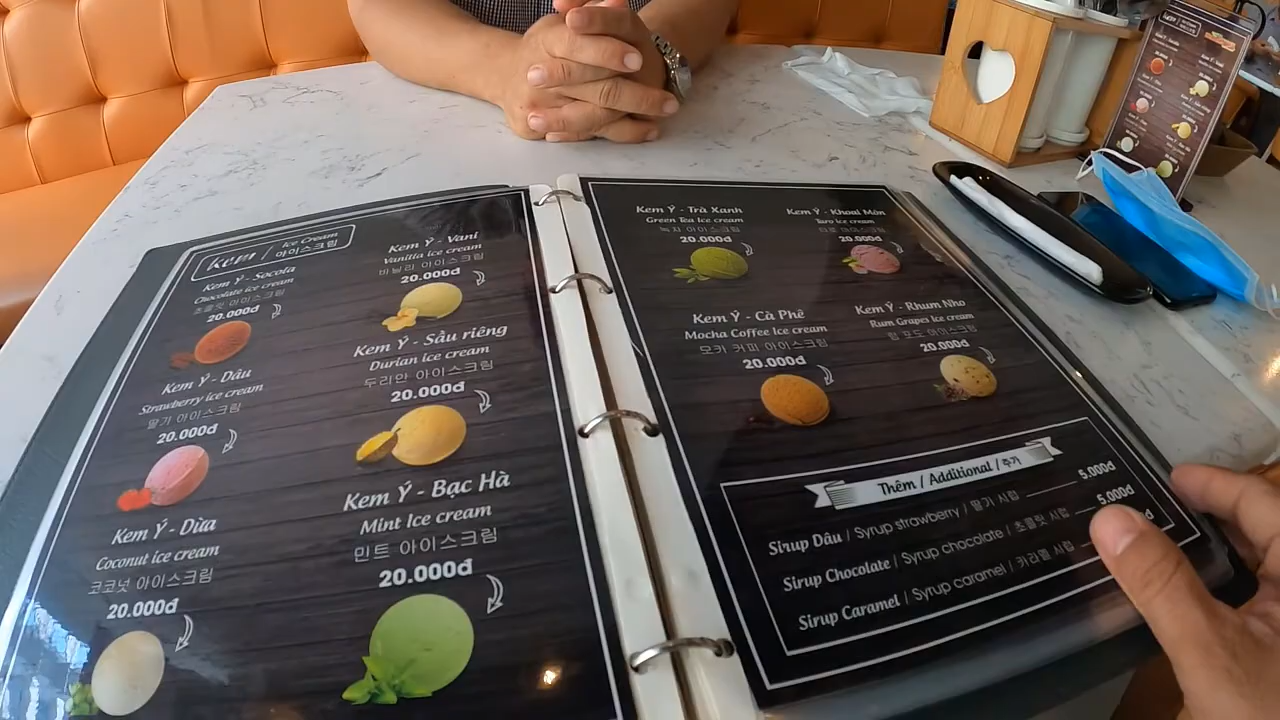 kem / Ice Cream
아이스크림
Kem Ý - Socola
Chocolate ice cream
초콜릿 아이스크림
20.000đ
Kem Ý - Dâu
Strawberry ice cream
딸기 아이스크림
20.000đ
Kem Ý - Dừa
Coconut ice cream
코코넛 아이스크림
20.000đ
Kem Ý - Vani
Vanilla ice cream
바닐라 아이스크림
20.000đ
Kem Ý - Sầu riêng
Durian ice cream
두리안 아이스크림
20.000đ
Kem Ý - Bạc Hà
Mint Ice cream
민트 아이스크림
20.000đ
Kem Ý - Trà Xanh
Green Tea Ice cream
녹차 아이스크림
20.000đ
Kem Ý - Khoai Môn
Taro ice cream
타로 아이스크림
20.000đ
Kem Ý - Cà Phê
Mocha Coffee Ice cream
모카 커피 아이스크림
20.000đ
Kem Ý - Rhum Nho
Rum Grapes Ice cream
럼 포도 아이스크림
20.000đ
Thêm / Additional / 추가
Sirup Dâu / Syrup strawberry / 딸기 시럽 5.000đ
Sirup Chocolate / Syrup chocolate / 초콜릿 시럽 5.000đ
Sirup Caramel / Syrup caramel / 카라멜 시럽